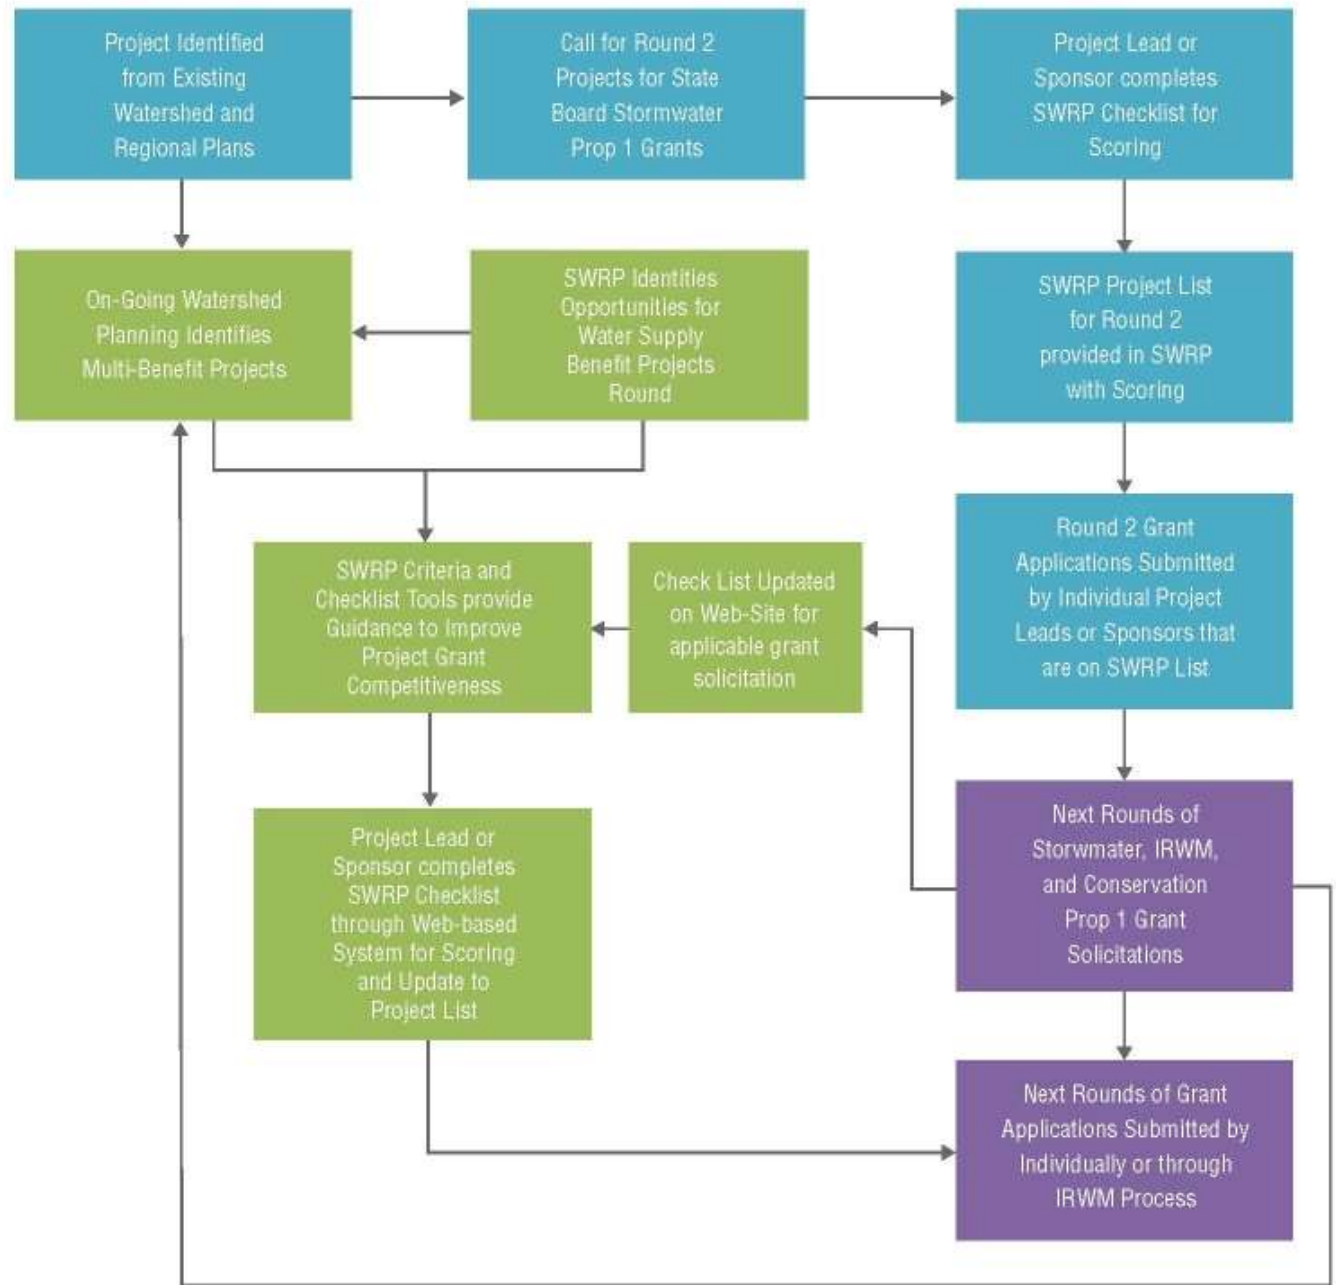 Project Identified
from Existing
Watershed and
Regional Plans
Call for Round 2
Projects for State
Board Stormwater
Prop 1 Grants
Project Lead or
Sponsor completes
SWRP Checklist for
Scoring
On-Going Watershed
Planning Identifies
Multi-Benefit Projects
SWRP Identities
Opportunities for
Water Supply
Benefit Projects
Round
SWRP Project List
for Round 2
provided in SWRP
with Scoring
SWRP Criteria and
Checklist Tools provide
Guidance to Improve
Project Grant
Competitiveness
Check List Updated
on Web-Site for
applicable grant
solicitation
Round 2 Grant
Applications Submitted
by Individual Project
Leads or Sponsors that
are on SWRP List
Project Lead or
Sponsor completes
SWRP Checklist
through Web-based
System for Scoring
and Update to
Project List
Next Rounds of
Storwmater, IRWM,
and Conservation
Prop 1 Grant
Solicitations
Next Rounds of Grant
Applications Submitted by
Individually or through
IRWM Process